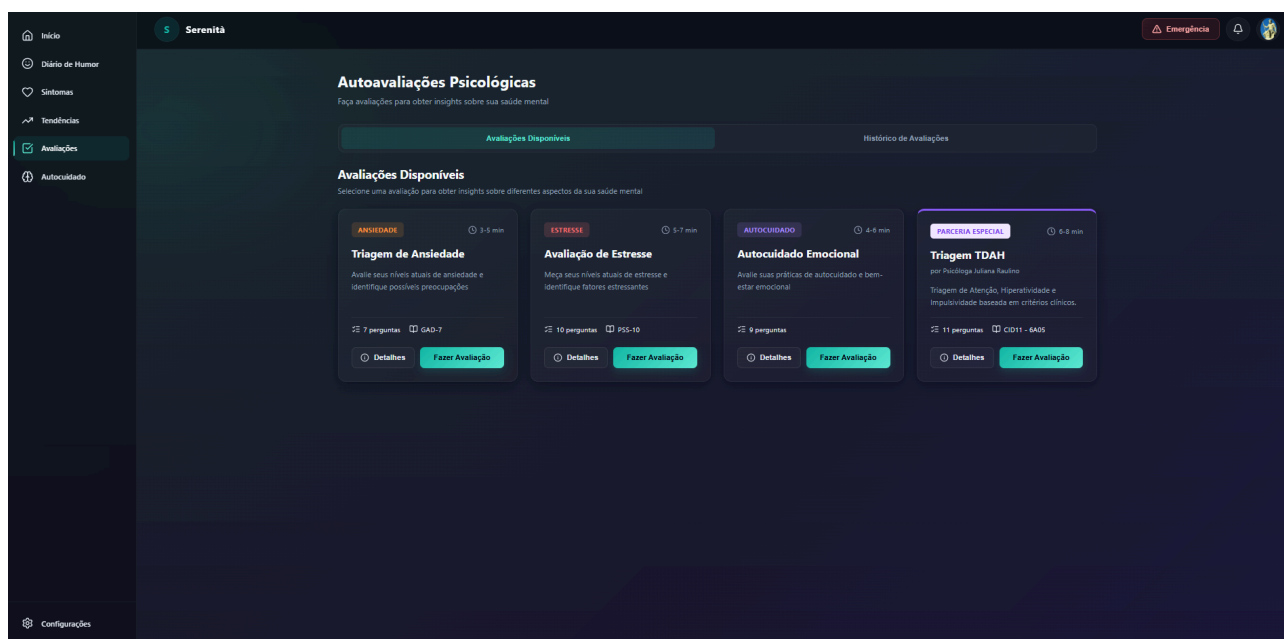 Início
Diário de Humor
Sintomas
Tendências
Avaliações
Autocuidado
Configurações
S Serenità
Emergência
Autoavaliações Psicológicas
Faça avaliações para obter insights sobre sua saúde mental
Avaliações Disponíveis
Histórico de Avaliações
Avaliações Disponíveis
Selecione uma avaliação para obter insights sobre diferentes aspectos da sua saúde mental
ANSIEDADE 3-5 min
Triagem de Ansiedade
Avalie seus níveis atuais de ansiedade e
identifique possíveis preocupações
7 perguntas GAD-7
Detalhes Fazer Avaliação
ESTRESSE 5-7 min
Avaliação de Estresse
Meça seus níveis atuais de estresse e
identifique fatores estressantes
10 perguntas PSS-10
Detalhes Fazer Avaliação
AUTOCUIDADO 4-6 min
Autocuidado Emocional
Avalie suas práticas de autocuidado e bem-
estar emocional
9 perguntas
Detalhes Fazer Avaliação
PARCERIA ESPECIAL 6-8 min
Triagem TDAH
por Psicóloga Juliana Raulino
Triagem de Atenção, Hiperatividade e
Impulsividade baseada em critérios clínicos.
11 perguntas CID11 - 6A05
Detalhes Fazer Avaliação